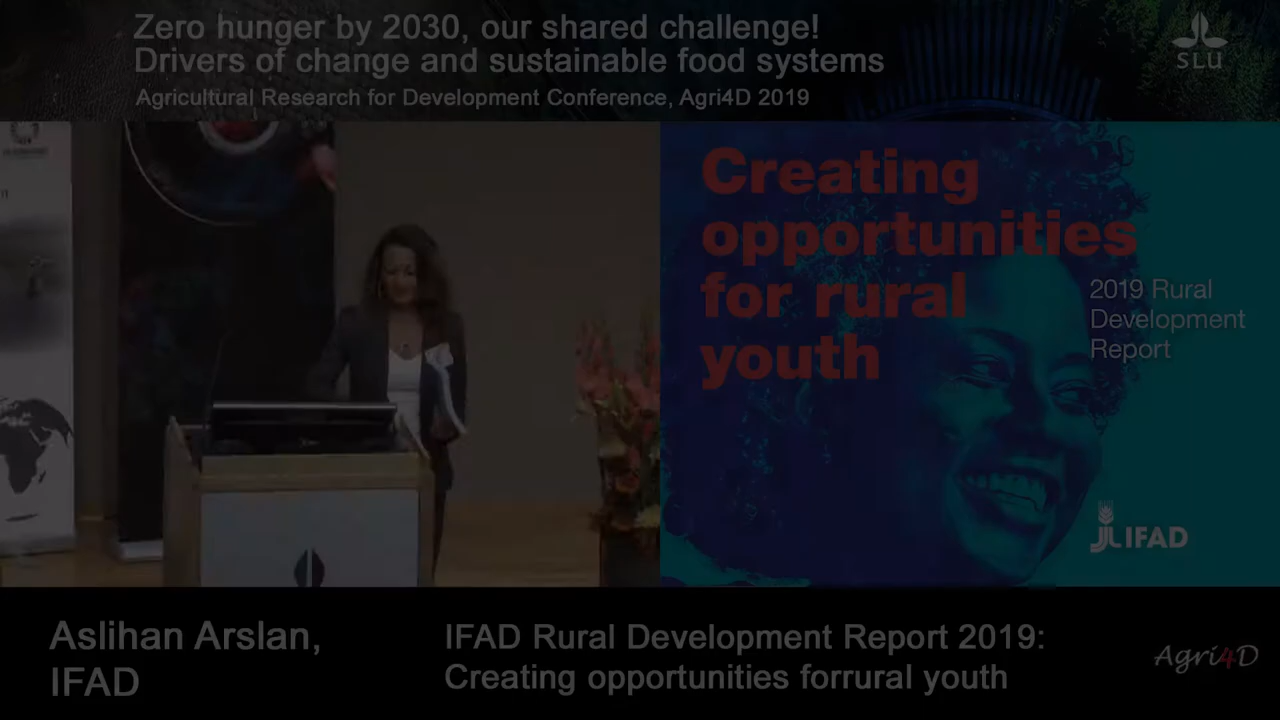 Zero hunger by 2030, our shared challenge!
Drivers of change and sustainable food systems
Agricultural Research for Development Conference, Agri4D 2019
SLU
Creating
opportunities
for rural
youth
2019 Rural
Development
Report
IFAD
Aslihan Arslan,
IFAD
IFAD Rural Development Report 2019:
Creating opportunities forrural youth
Agri4D